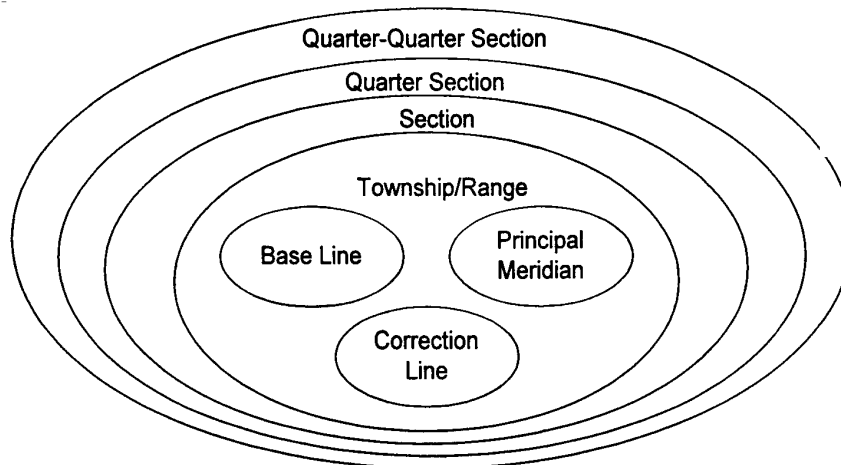 Quarter-Quarter Section
Quarter Section
Section
Township/Range
Base Line
Principal
Meridian
Correction
Line